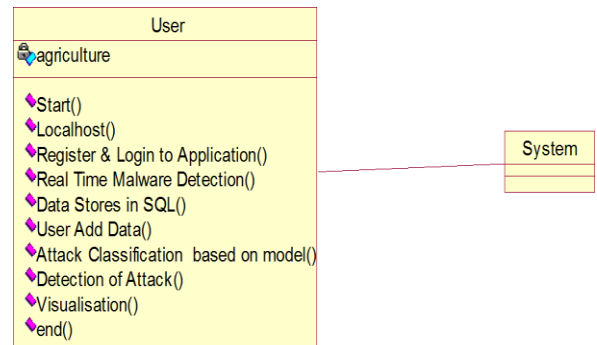 User
agriculture
Start()
Localhost()
Register & Login to Application()
Real Time Malware Detection()
Data Stores in SQL()
User Add Data()
Attack Classification based on model()
Detection of Attack()
Visualisation()
end()
System